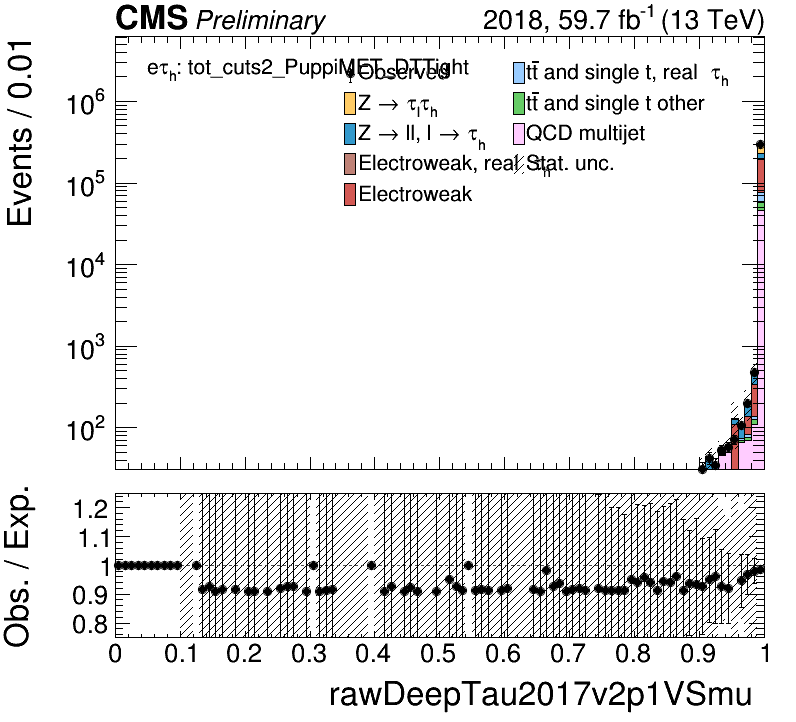 CMS Preliminary 2018, 59.7 fb⁻¹ (13 TeV)
eτₕ: tot_cuts2_PuppiMET_DTTight
Observed
Z → τₗτₕ
Z → ll, l → τₕ
Electroweak, real τₕ
Electroweak
tt̄ and single t, real τₕ
tt̄ and single t other
QCD multijet
Stat. unc.
Events / 0.01
10⁶
10⁵
10⁴
10³
10²
Obs. / Exp.
1.2
1.1
1
0.9
0.8
0 0.1 0.2 0.3 0.4 0.5 0.6 0.7 0.8 0.9 1
rawDeepTau2017v2p1VSmu